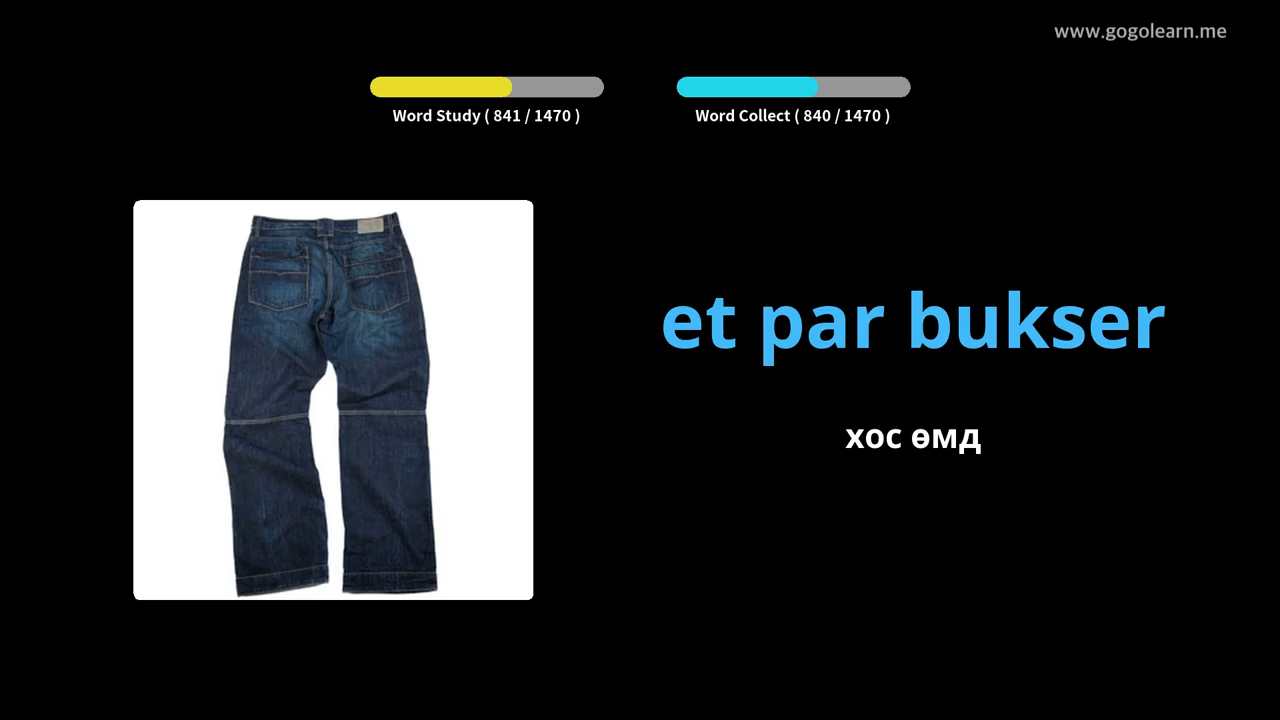 www.gogolearn.me
Word Study ( 841 / 1470 )
Word Collect ( 840 / 1470 )
et par bukser
хос өмд